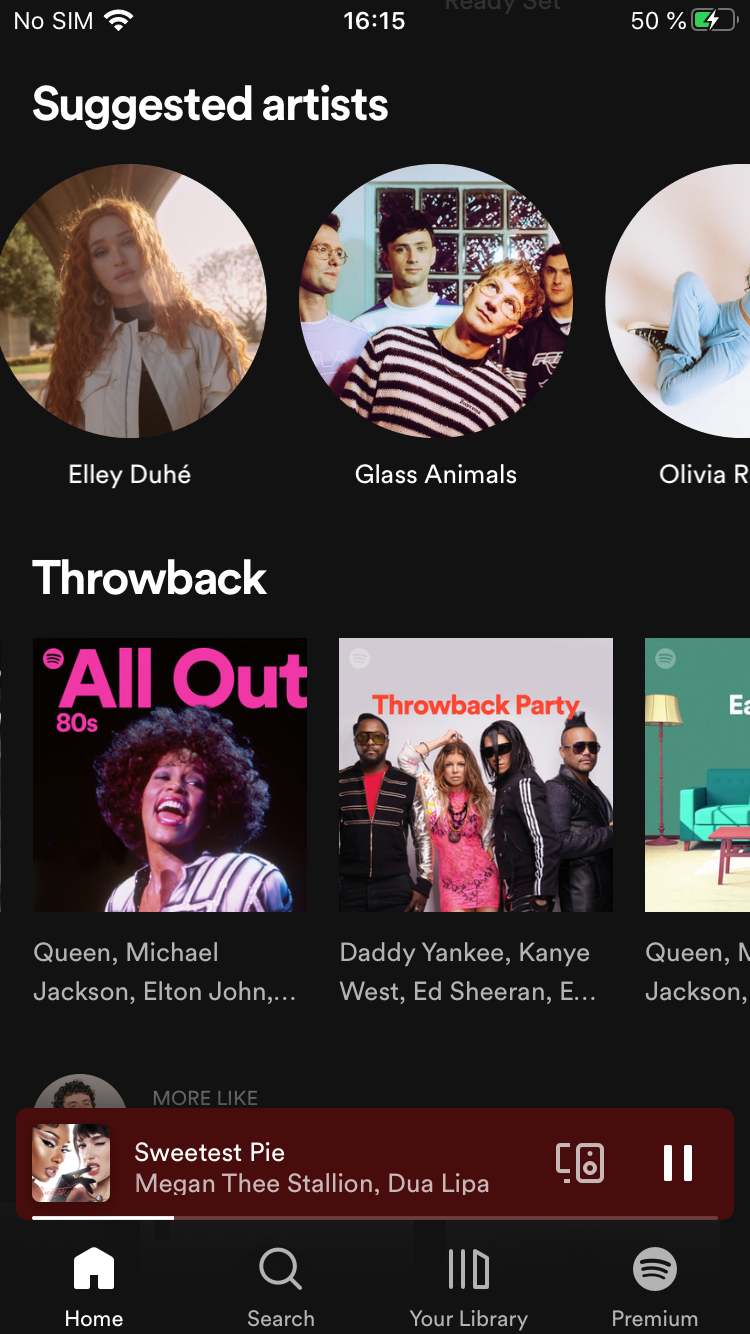 Ready Set
No SIM 16:15 50 %
Suggested artists
Elley Duhé Glass Animals Olivia R
Throwback
All Out
80s
Throwback Party
Ea
Queen, Michael
Jackson, Elton John,...
Daddy Yankee, Kanye
West, Ed Sheeran, E...
Queen, M
Jackson,
MORE LIKE
Sweetest Pie
Megan Thee Stallion, Dua Lipa
Home Search Your Library Premium